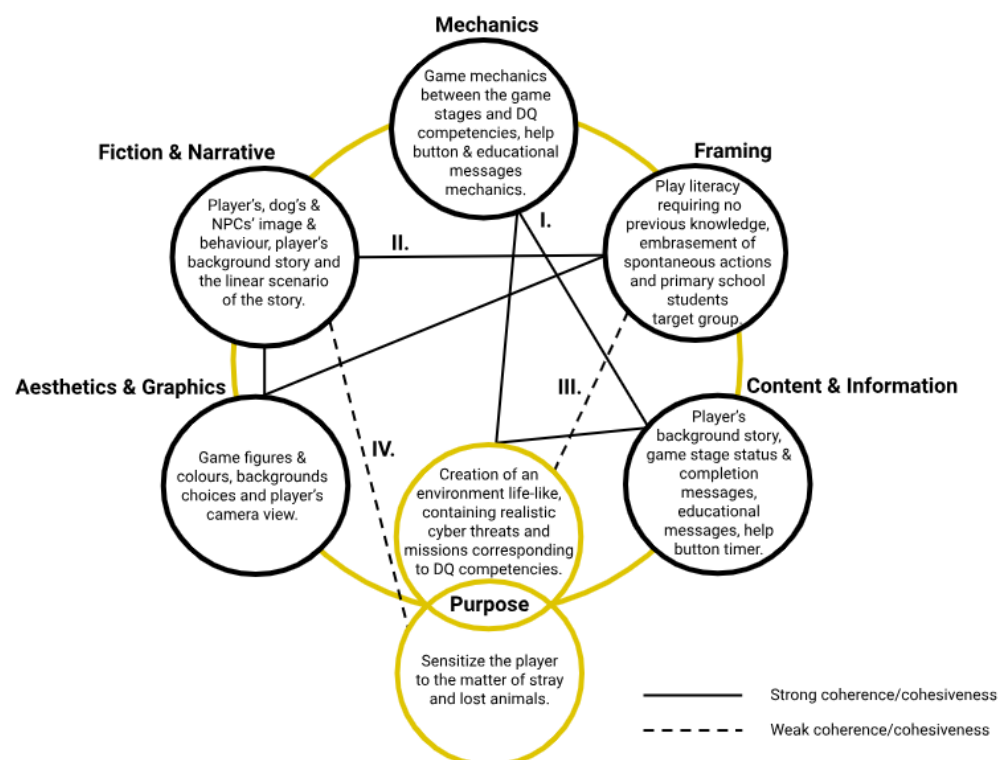 Mechanics
Game mechanics
between the game
stages and DQ
competencies, help
button & educational
messages
mechanics.
Fiction & Narrative
Player's, dog's &
NPCs' image &
behaviour, player's
background story and
the linear scenario
of the story.
Framing
Play literacy
requiring no
previous knowledge,
embrasement of
spontaneous actions
and primary school
students
target group.
I.
II.
III.
IV.
Aesthetics & Graphics
Game figures &
colours, backgrounds
choices and player's
camera view.
Content & Information
Player's
background story,
game stage status &
completion
messages,
educational
messages, help
button timer.
Creation of an
environment life-like,
containing realistic
cyber threats and
missions corresponding
to DQ competencies.
Purpose
Sensitize the player
to the matter of stray
and lost animals.
Strong coherence/cohesiveness
Weak coherence/cohesiveness